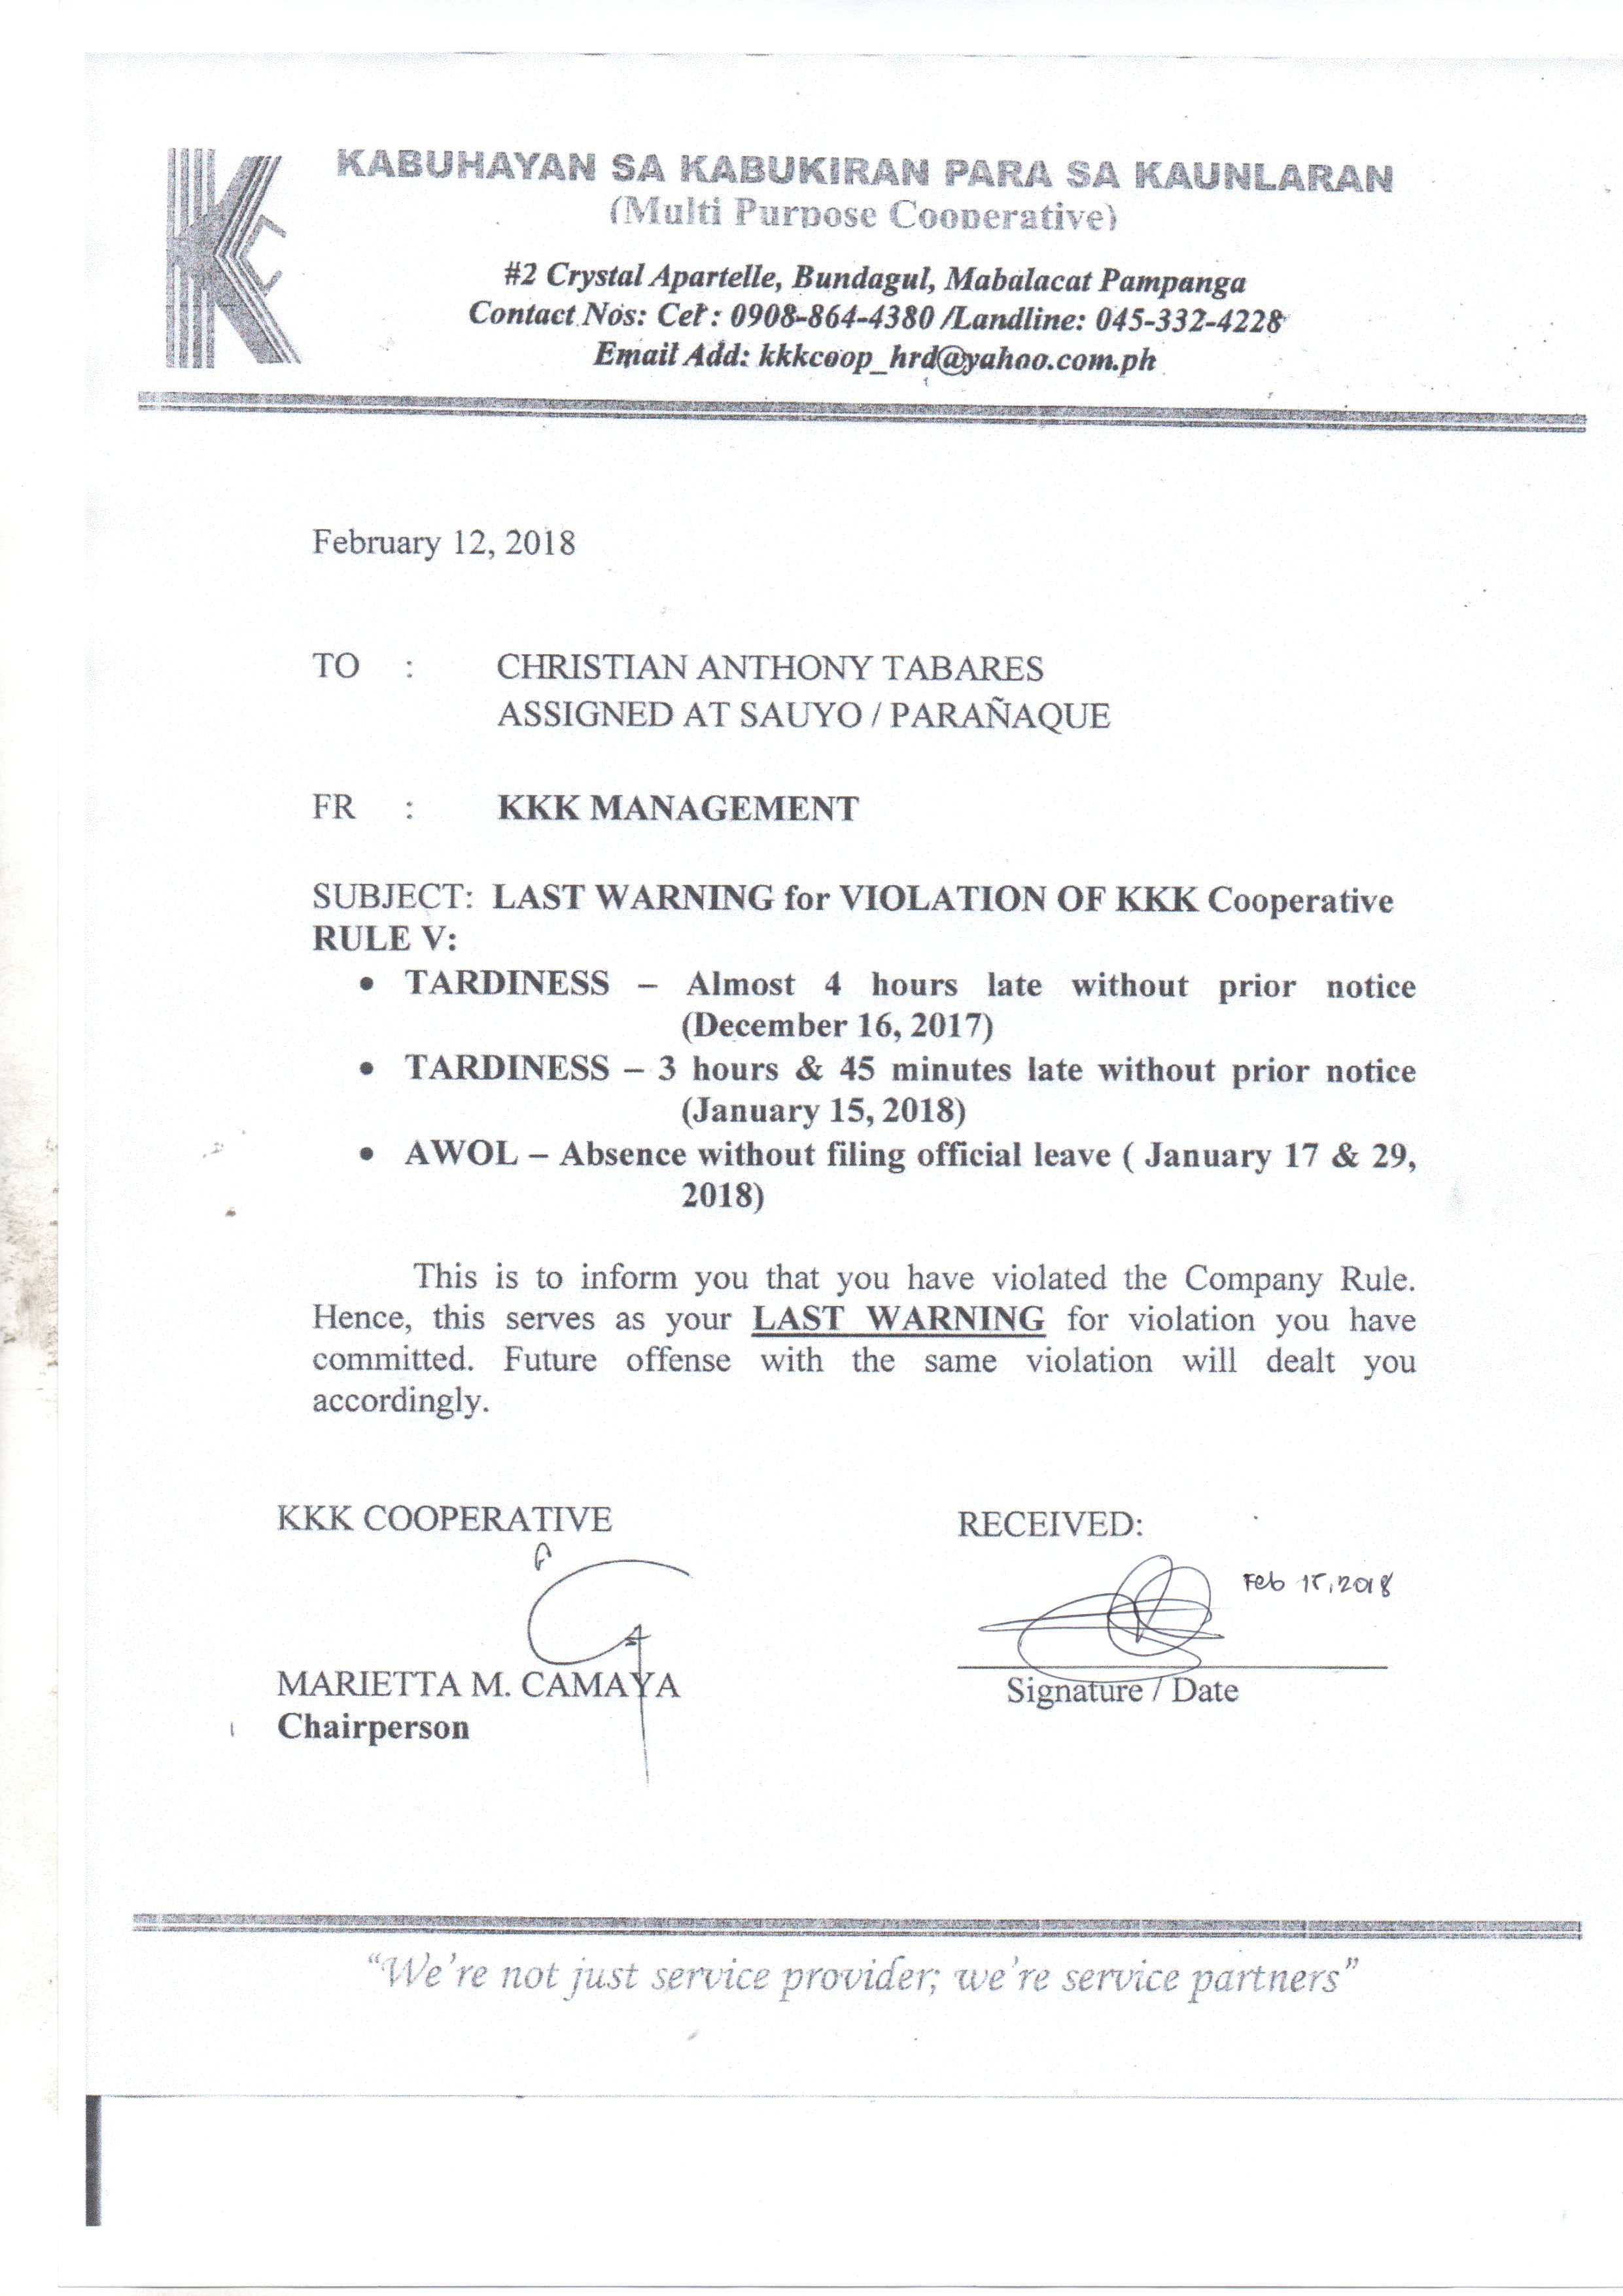 KABUHAYAN SA KABUKIRAN PARA SA KAUNLARAN
(Multi Purpose Cooperative)
#2 Crystal Apartelle, Bundagul, Mabalacat Pampanga
Contact Nos: Cel: 0908-864-4380 /Landline: 045-332-4228
Email Add: kkkcoop_hrd@yahoo.com.ph
February 12, 2018
TO : CHRISTIAN ANTHONY TABARES
ASSIGNED AT SAUYO / PARAÑAQUE
FR : KKK MANAGEMENT
SUBJECT: LAST WARNING for VIOLATION OF KKK Cooperative
RULE V:
• TARDINESS – Almost 4 hours late without prior notice
(December 16, 2017)
• TARDINESS – 3 hours & 45 minutes late without prior notice
(January 15, 2018)
• AWOL – Absence without filing official leave ( January 17 & 29,
2018)
This is to inform you that you have violated the Company Rule.
Hence, this serves as your LAST WARNING for violation you have
committed. Future offense with the same violation will dealt you
accordingly.
KKK COOPERATIVE
MARIETTA M. CAMAYA
Chairperson
RECEIVED:
Feb 15, 2018
Signature / Date
"We're not just service provider; we're service partners"